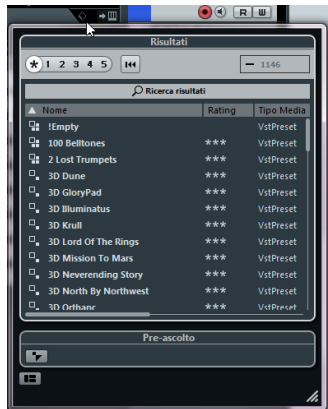 R W
Risultati
* 1 2 3 4 5 1146
Ricerca risultati
Nome Rating Tipo Media
!Empty VstPreset
100 Belltones *** VstPreset
2 Lost Trumpets *** VstPreset
3D Dune *** VstPreset
3D GloryPad *** VstPreset
3D Illuminatus *** VstPreset
3D Krull *** VstPreset
3D Lord Of The Rings *** VstPreset
3D Mission To Mars *** VstPreset
3D Neverending Story *** VstPreset
3D North By Northwest *** VstPreset
3D Orthanc *** VstPreset
Pre-ascolto